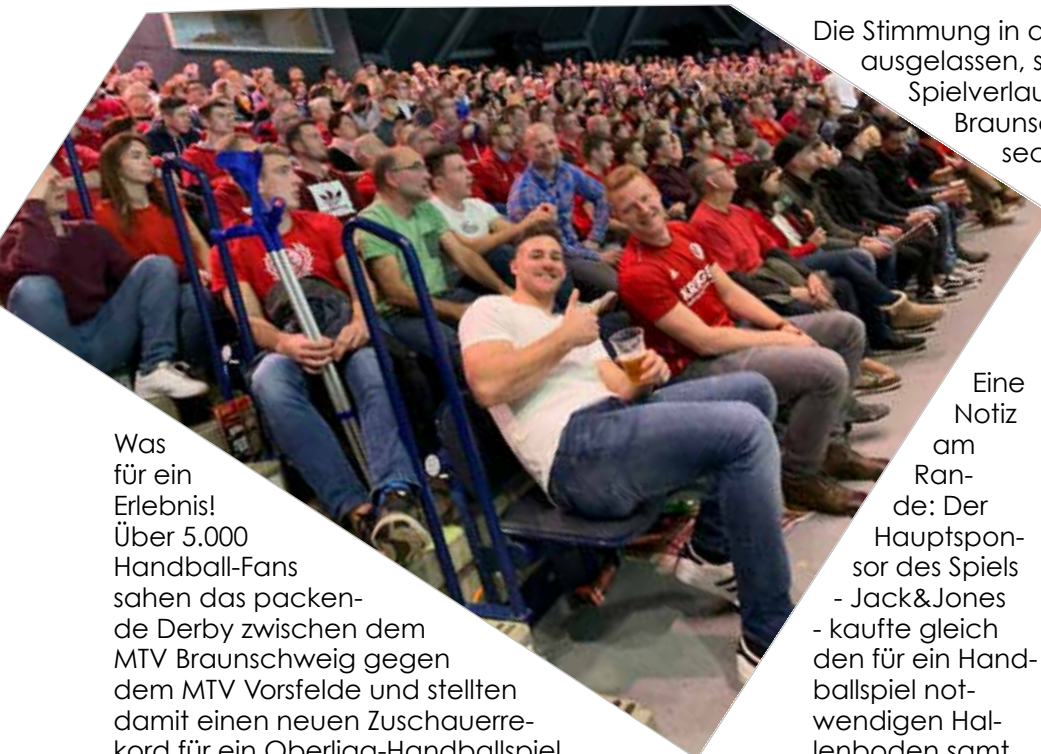 Die Stimmung in d
ausgelassen, s
Spielverlau
Braunsc
sec
Was
für ein
Erlebnis!
Über 5.000
Handball-Fans
sahen das packen-
de Derby zwischen dem
MTV Braunschweig gegen
dem MTV Vorsfelde und stellten
damit einen neuen Zuschauerre-
kord für ein Oberliga-Handballspiel
Eine
Notiz
am
Ran-
de: Der
Hauptspon-
sor des Spiels
- Jack&Jones
- kaufte gleich
den für ein Hand-
ballspiel not-
wendigen Hal-
lenboden samt